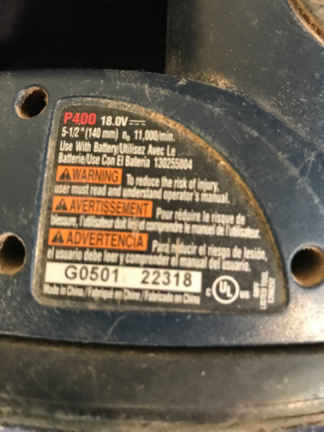 P400 18.0V⎓
5-1/2" (140 mm) n₀ 11,000/min.
Use With Battery/Utilisez Avec Le
Batterie/Use Con El Bateria 130255004
WARNING To reduce the risk of injury,
user must read and understand operator's manual.
AVERTISSEMENT Pour réduire le risque de
blessure, l'utilisateur doit lire et comprendre le manuel de l'utilisateur.
ADVERTENCIA Para reducir el riesgo de lesión,
el usuario debe leer y comprender el manual del usuario.
G0501 22318
C UL US
Made in China / Fabriqué en Chine / Fabricado en China